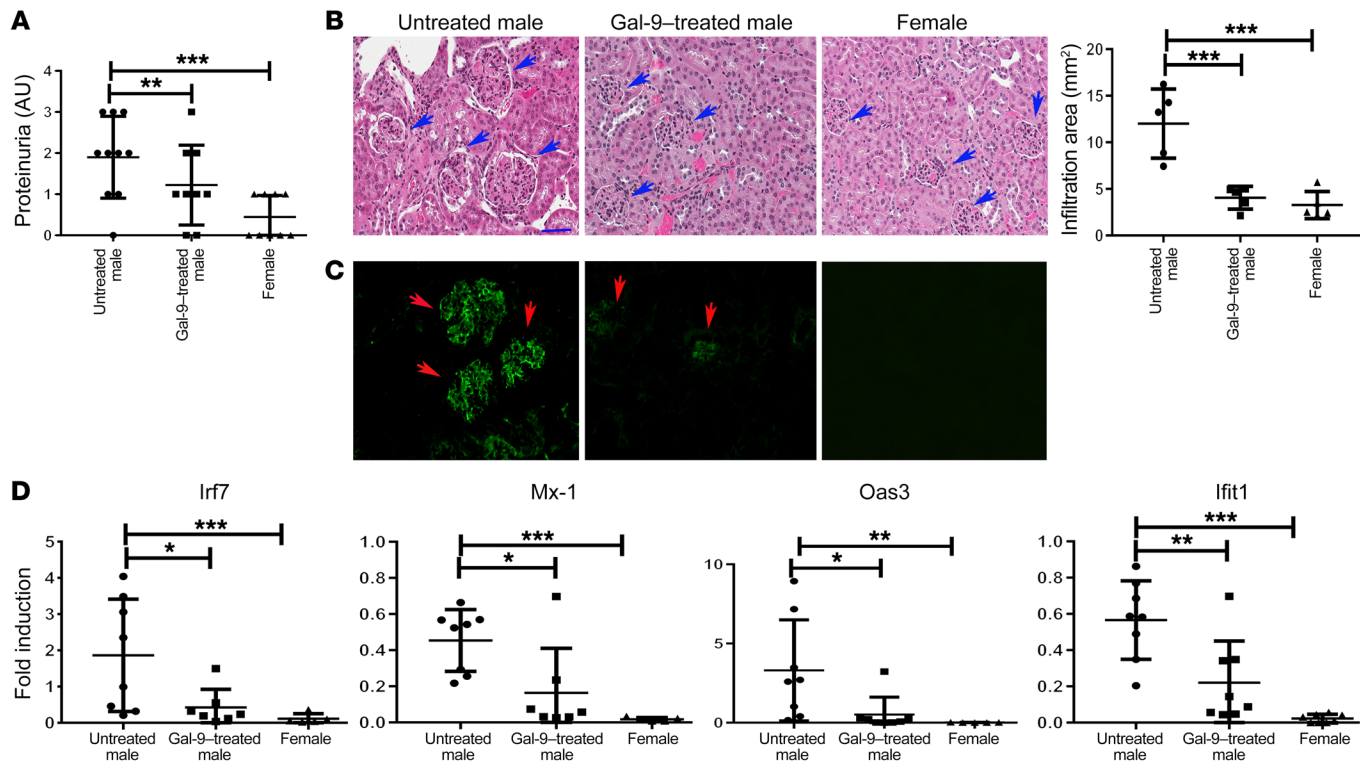 A
Proteinuria (AU)
4
3
2
1
0
***
**
Untreated
male
Gal-9–treated
male
Female
B
Untreated male
Gal-9–treated male
Female
Infiltration area (mm²)
20
15
10
5
0
***
***
Untreated
male
Gal-9–treated
male
Female
C
D
Irf7
Fold induction
5
4
3
2
1
0
***
*
Untreated
male
Gal-9–treated
male
Female
Mx-1
1.0
0.8
0.6
0.4
0.2
0.0
***
*
Untreated
male
Gal-9–treated
male
Female
Oas3
10
5
0
**
*
Untreated
male
Gal-9–treated
male
Female
Ifit1
1.0
0.8
0.6
0.4
0.2
0.0
***
**
Untreated
male
Gal-9–treated
male
Female